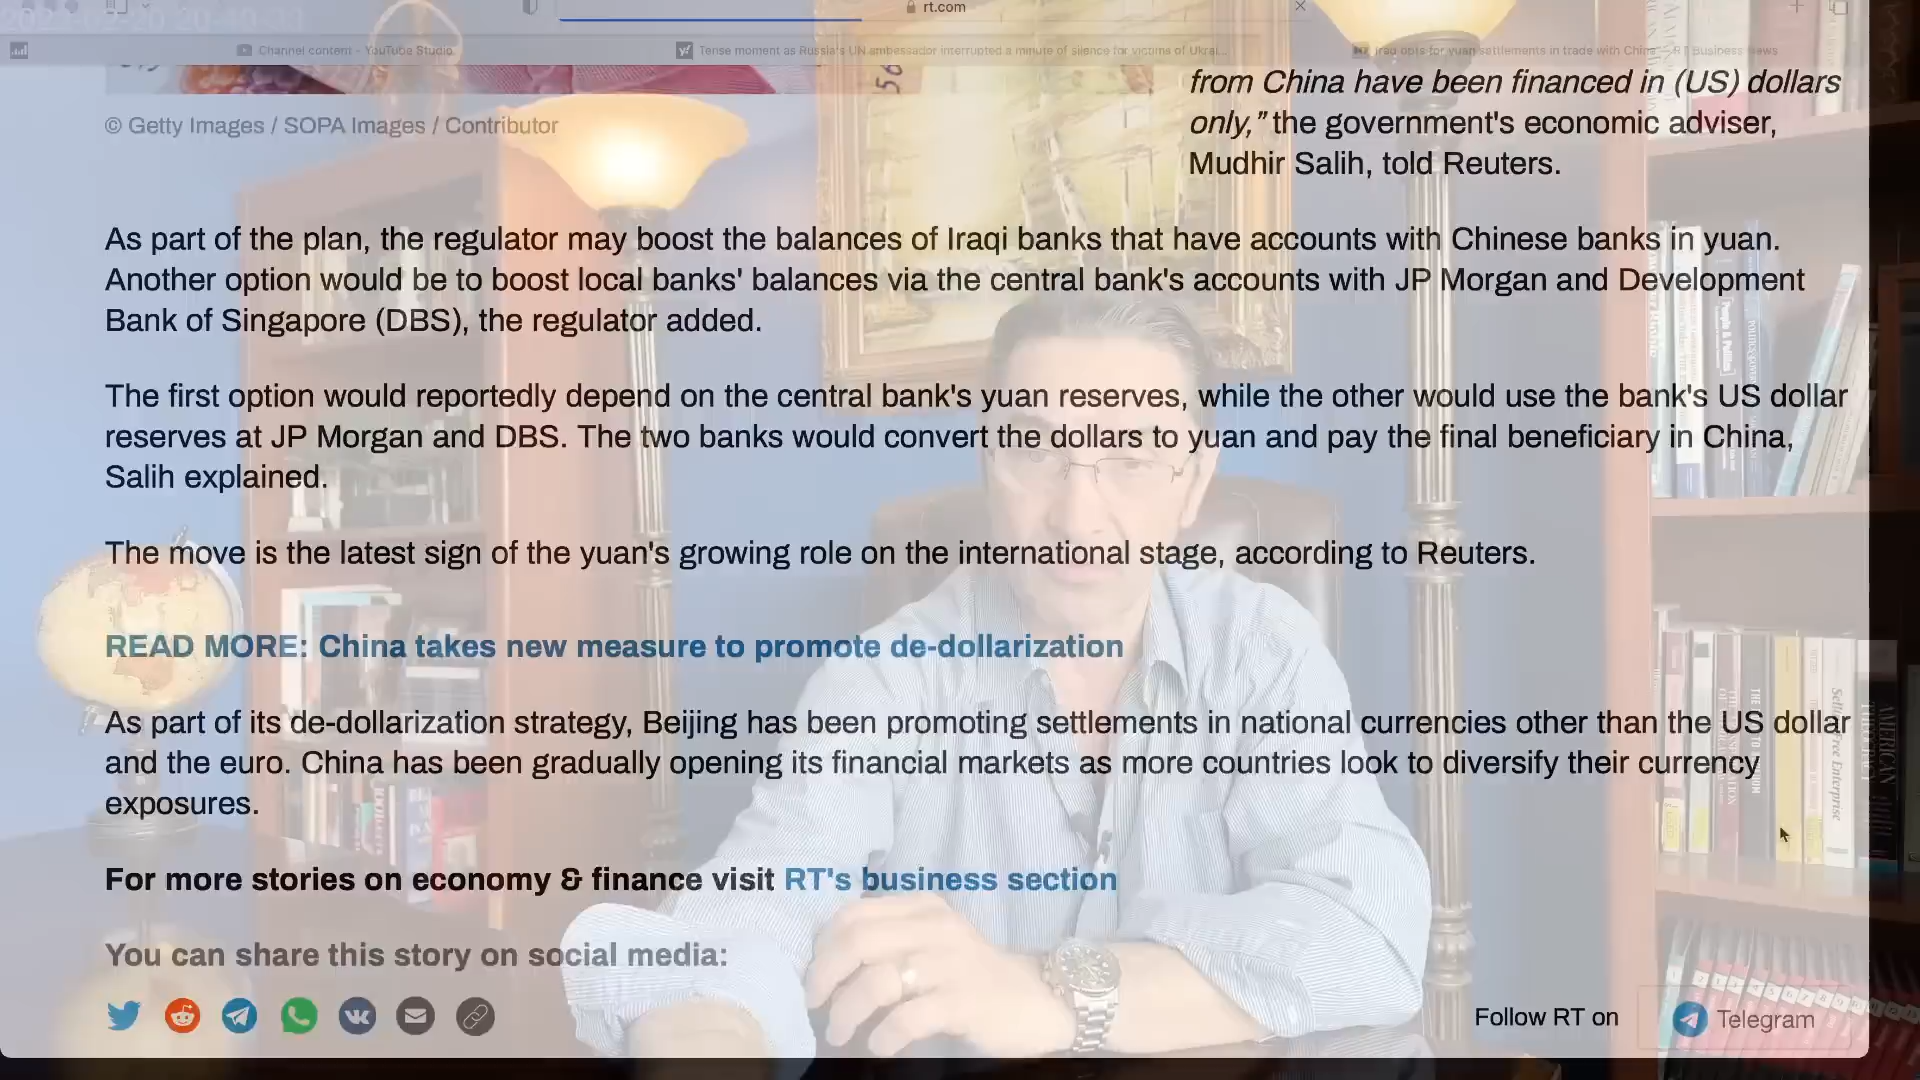 rt.com
Channel content - YouTube Studio
Tense moment as Russia's UN ambassador interrupted a minute of silence for victims of Ukrai...
Iraq opts for yuan settlements in trade with China — RT Business News
from China have been financed in (US) dollars
only," the government's economic adviser,
Mudhir Salih, told Reuters.
© Getty Images / SOPA Images / Contributor
As part of the plan, the regulator may boost the balances of Iraqi banks that have accounts with Chinese banks in yuan.
Another option would be to boost local banks' balances via the central bank's accounts with JP Morgan and Development
Bank of Singapore (DBS), the regulator added.
The first option would reportedly depend on the central bank's yuan reserves, while the other would use the bank's US dollar
reserves at JP Morgan and DBS. The two banks would convert the dollars to yuan and pay the final beneficiary in China,
Salih explained.
The move is the latest sign of the yuan's growing role on the international stage, according to Reuters.
READ MORE: China takes new measure to promote de-dollarization
As part of its de-dollarization strategy, Beijing has been promoting settlements in national currencies other than the US dollar
and the euro. China has been gradually opening its financial markets as more countries look to diversify their currency
exposures.
For more stories on economy & finance visit RT's business section
You can share this story on social media:
Follow RT on
Telegram
People & Politics
Free Enterprise
AMERICAN